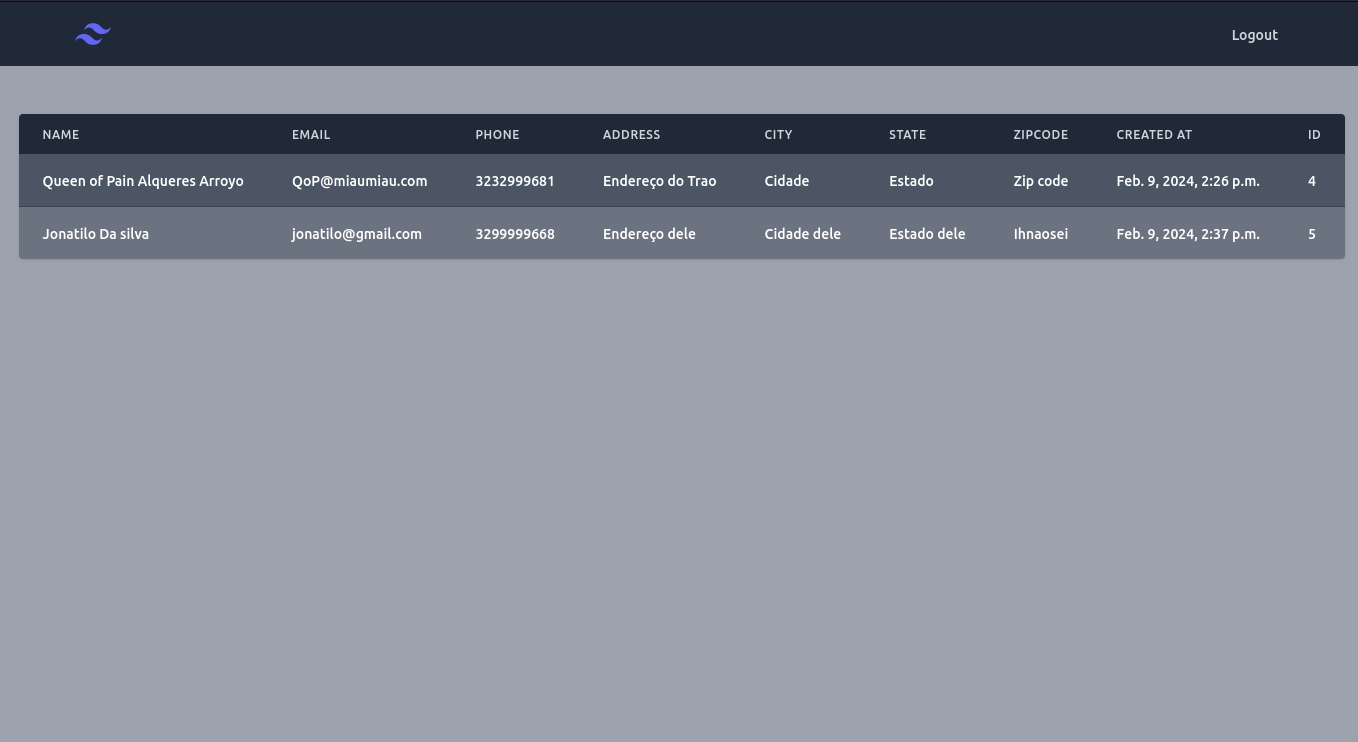 Logout
NAME EMAIL PHONE ADDRESS CITY STATE ZIPCODE CREATED AT ID
Queen of Pain Alqueres Arroyo QoP@miaumiau.com 3232999681 Endereço do Trao Cidade Estado Zip code Feb. 9, 2024, 2:26 p.m. 4
Jonatilo Da silva jonatilo@gmail.com 3299999668 Endereço dele Cidade dele Estado dele Ihnaosei Feb. 9, 2024, 2:37 p.m. 5